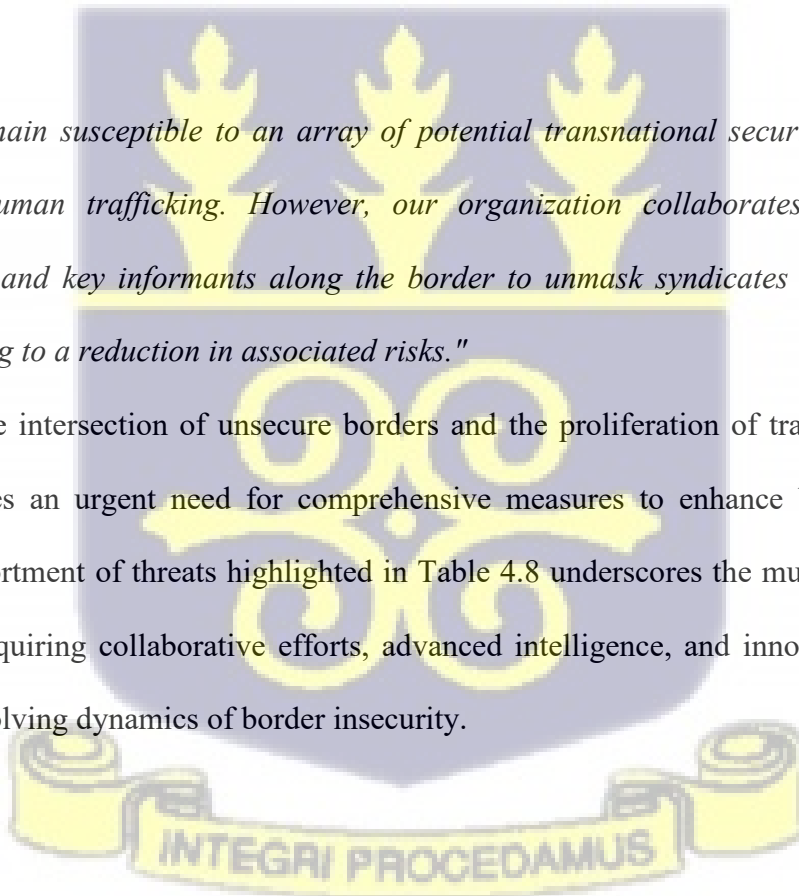 main susceptible to an array of potential transnational secur
uman trafficking. However, our organization collaborates
and key informants along the border to unmask syndicates
g to a reduction in associated risks."
e intersection of unsecure borders and the proliferation of tra
es an urgent need for comprehensive measures to enhance
ortment of threats highlighted in Table 4.8 underscores the mu
quiring collaborative efforts, advanced intelligence, and inno
olving dynamics of border insecurity.
INTEGRI PROCEDAMUS